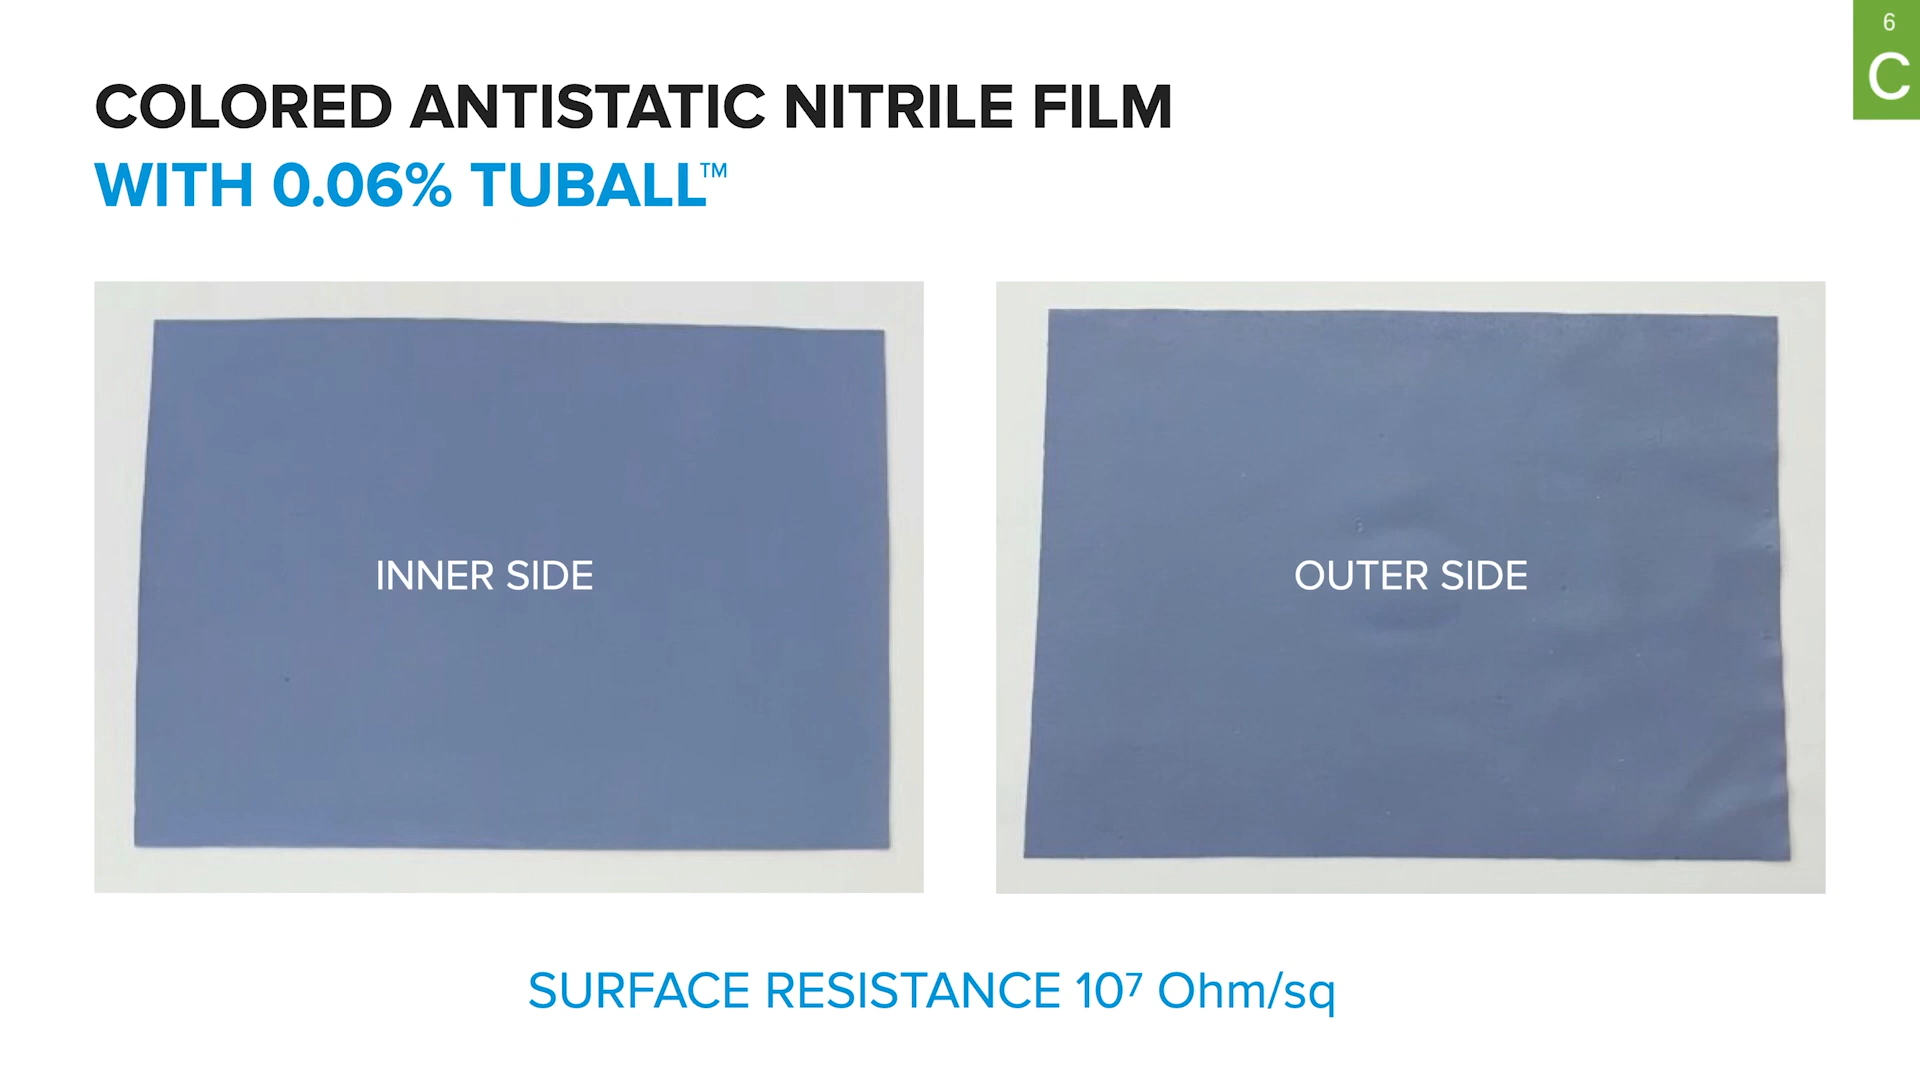 6
C
COLORED ANTISTATIC NITRILE FILM
WITH 0.06% TUBALL™
INNER SIDE
OUTER SIDE
SURFACE RESISTANCE 10⁷ Ohm/sq